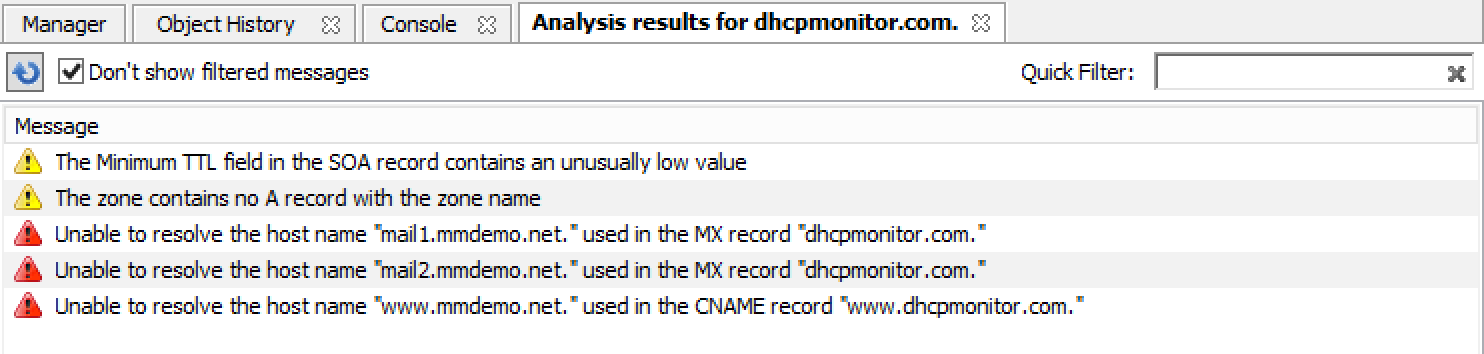 Manager Object History Console Analysis results for dhcpmonitor.com.
Don't show filtered messages Quick Filter:
Message
The Minimum TTL field in the SOA record contains an unusually low value
The zone contains no A record with the zone name
Unable to resolve the host name "mail1.mmdemo.net." used in the MX record "dhcpmonitor.com."
Unable to resolve the host name "mail2.mmdemo.net." used in the MX record "dhcpmonitor.com."
Unable to resolve the host name "www.mmdemo.net." used in the CNAME record "www.dhcpmonitor.com."